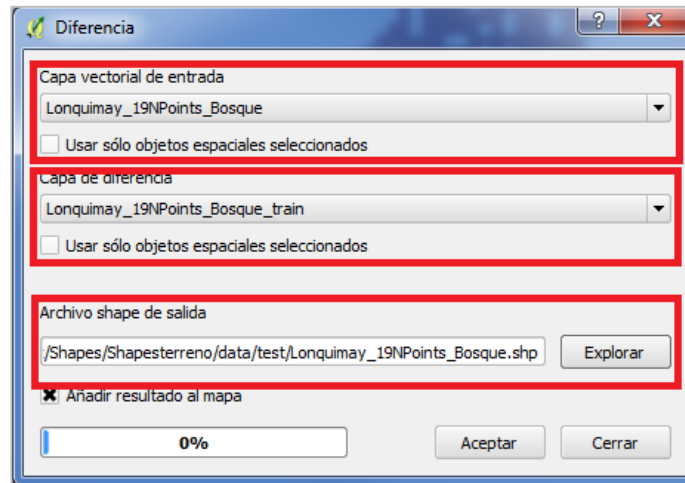 Diferencia
Capa vectorial de entrada
Lonquimay_19NPoints_Bosque
Usar sólo objetos espaciales seleccionados
Capa de diferencia
Lonquimay_19NPoints_Bosque_train
Usar sólo objetos espaciales seleccionados
Archivo shape de salida
:/Shapes/Shapesterreno/data/test/Lonquimay_19NPoints_Bosque.shp Explorar
Añadir resultado al mapa
0% Aceptar Cerrar